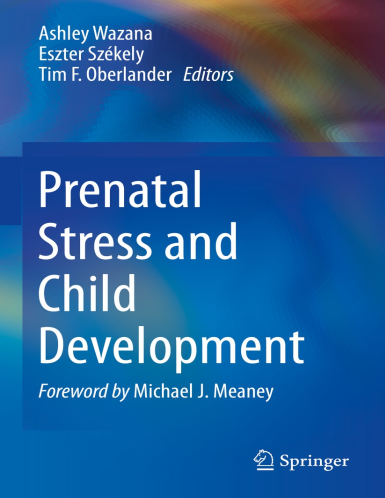 Ashley Wazana
Eszter Székely
Tim F. Oberlander Editors
Prenatal
Stress and
Child
Development
Foreword by Michael J. Meaney
Springer